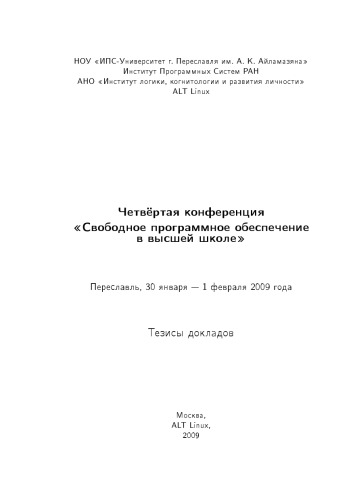 НОУ «ИПС-Университет г. Переславля им. А. К. Айламазяна»
Институт Программных Систем РАН
АНО «Институт логики, когнитологии и развития личности»
ALT Linux
Четвёртая конференция
«Свободное программное обеспечение
в высшей школе»
Переславль, 30 января — 1 февраля 2009 года
Тезисы докладов
Москва,
ALT Linux,
2009